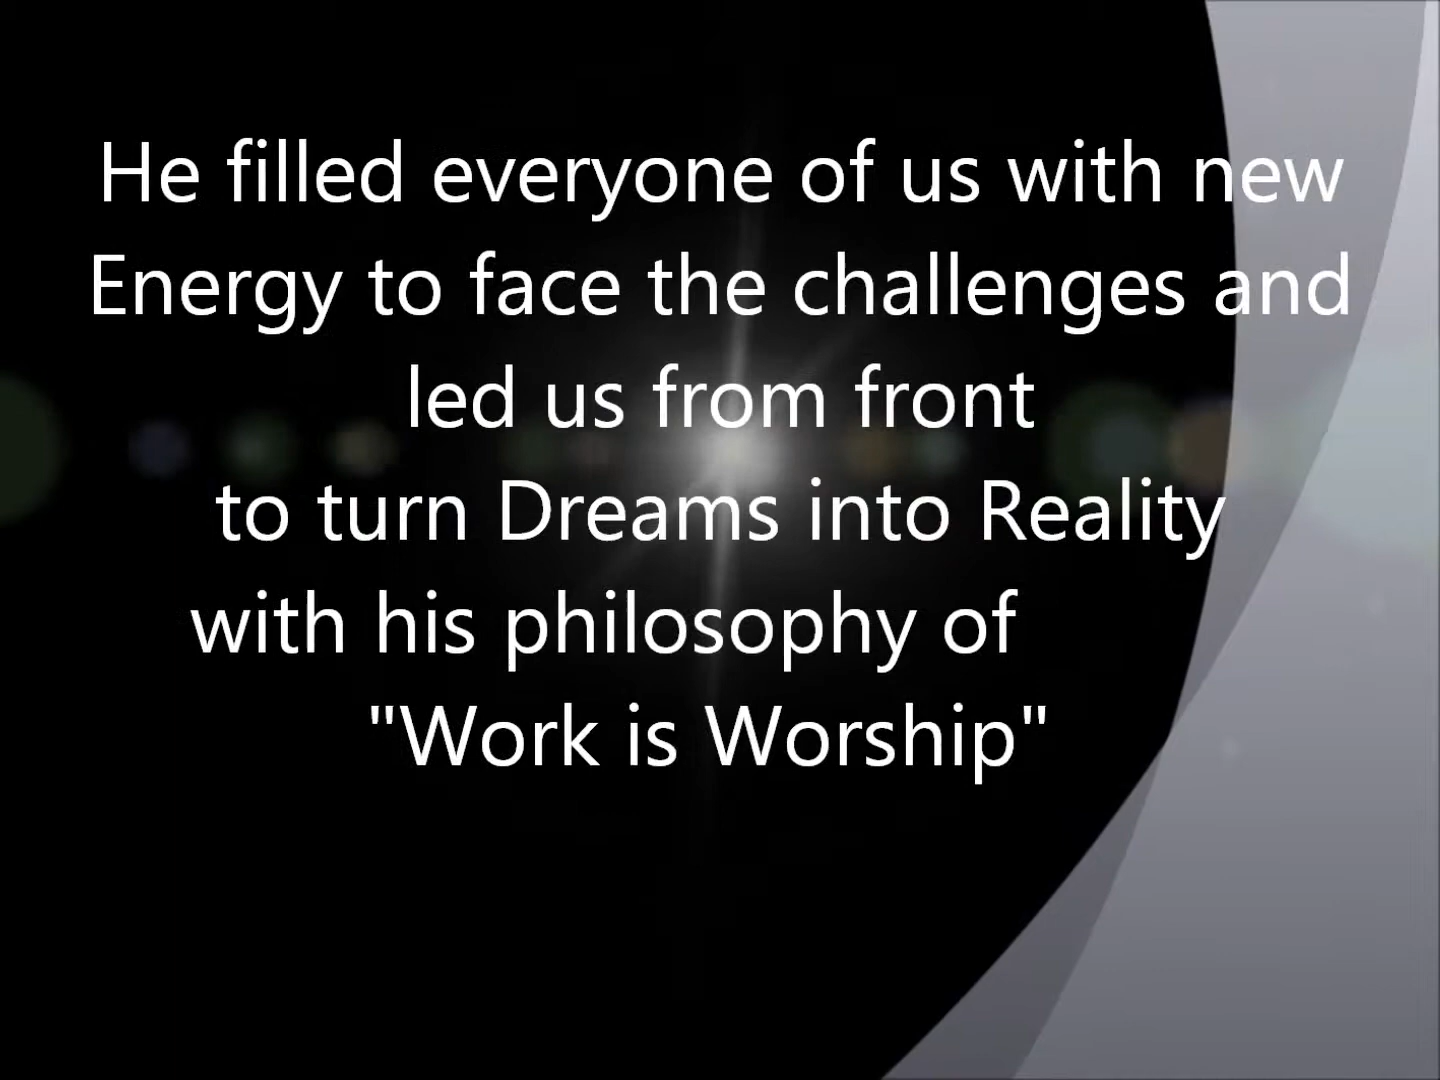 He filled everyone of us with new
Energy to face the challenges and
led us from front
to turn Dreams into Reality
with his philosophy of
"Work is Worship"